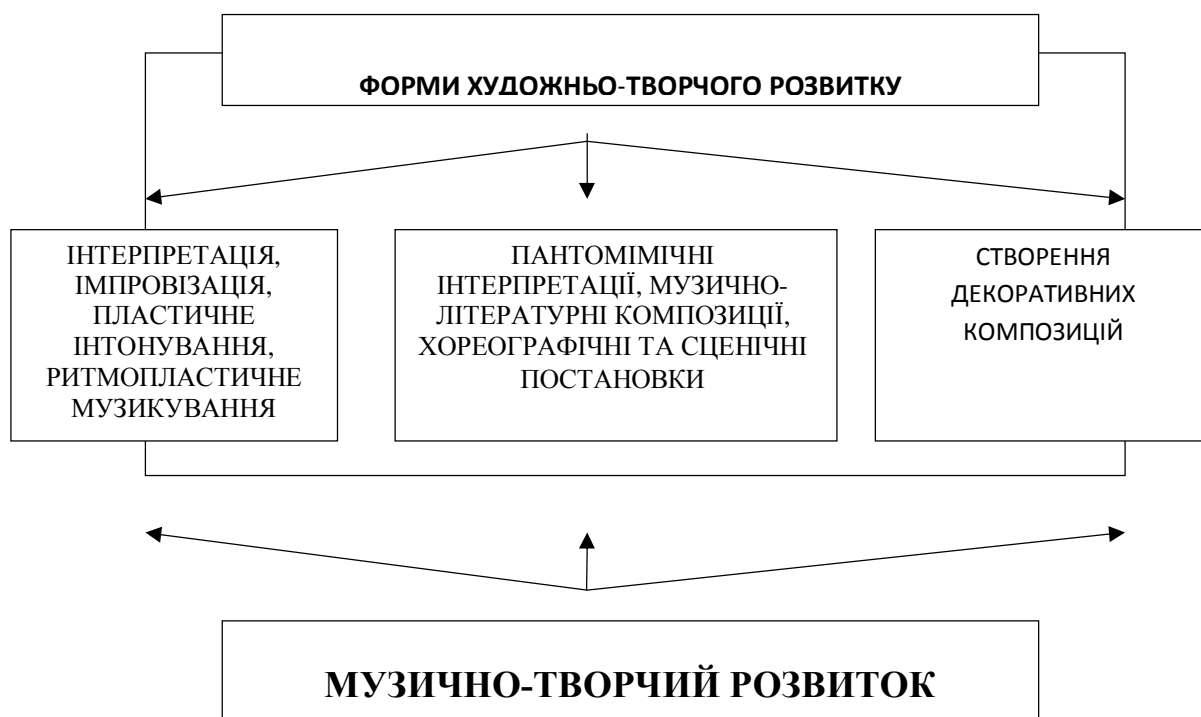 ФОРМИ ХУДОЖНЬО-ТВОРЧОГО РОЗВИТКУ
ІНТЕРПРЕТАЦІЯ,
ІМПРОВІЗАЦІЯ,
ПЛАСТИЧНЕ
ІНТОНУВАННЯ,
РИТМОПЛАСТИЧНЕ
МУЗИКУВАННЯ
ПАНТОМІМІЧНІ
ІНТЕРПРЕТАЦІЇ, МУЗИЧНО-
ЛІТЕРАТУРНІ КОМПОЗИЦІЇ,
ХОРЕОГРАФІЧНІ ТА СЦЕНІЧНІ
ПОСТАНОВКИ
СТВОРЕННЯ
ДЕКОРАТИВНИХ
КОМПОЗИЦІЙ
МУЗИЧНО-ТВОРЧИЙ РОЗВИТОК